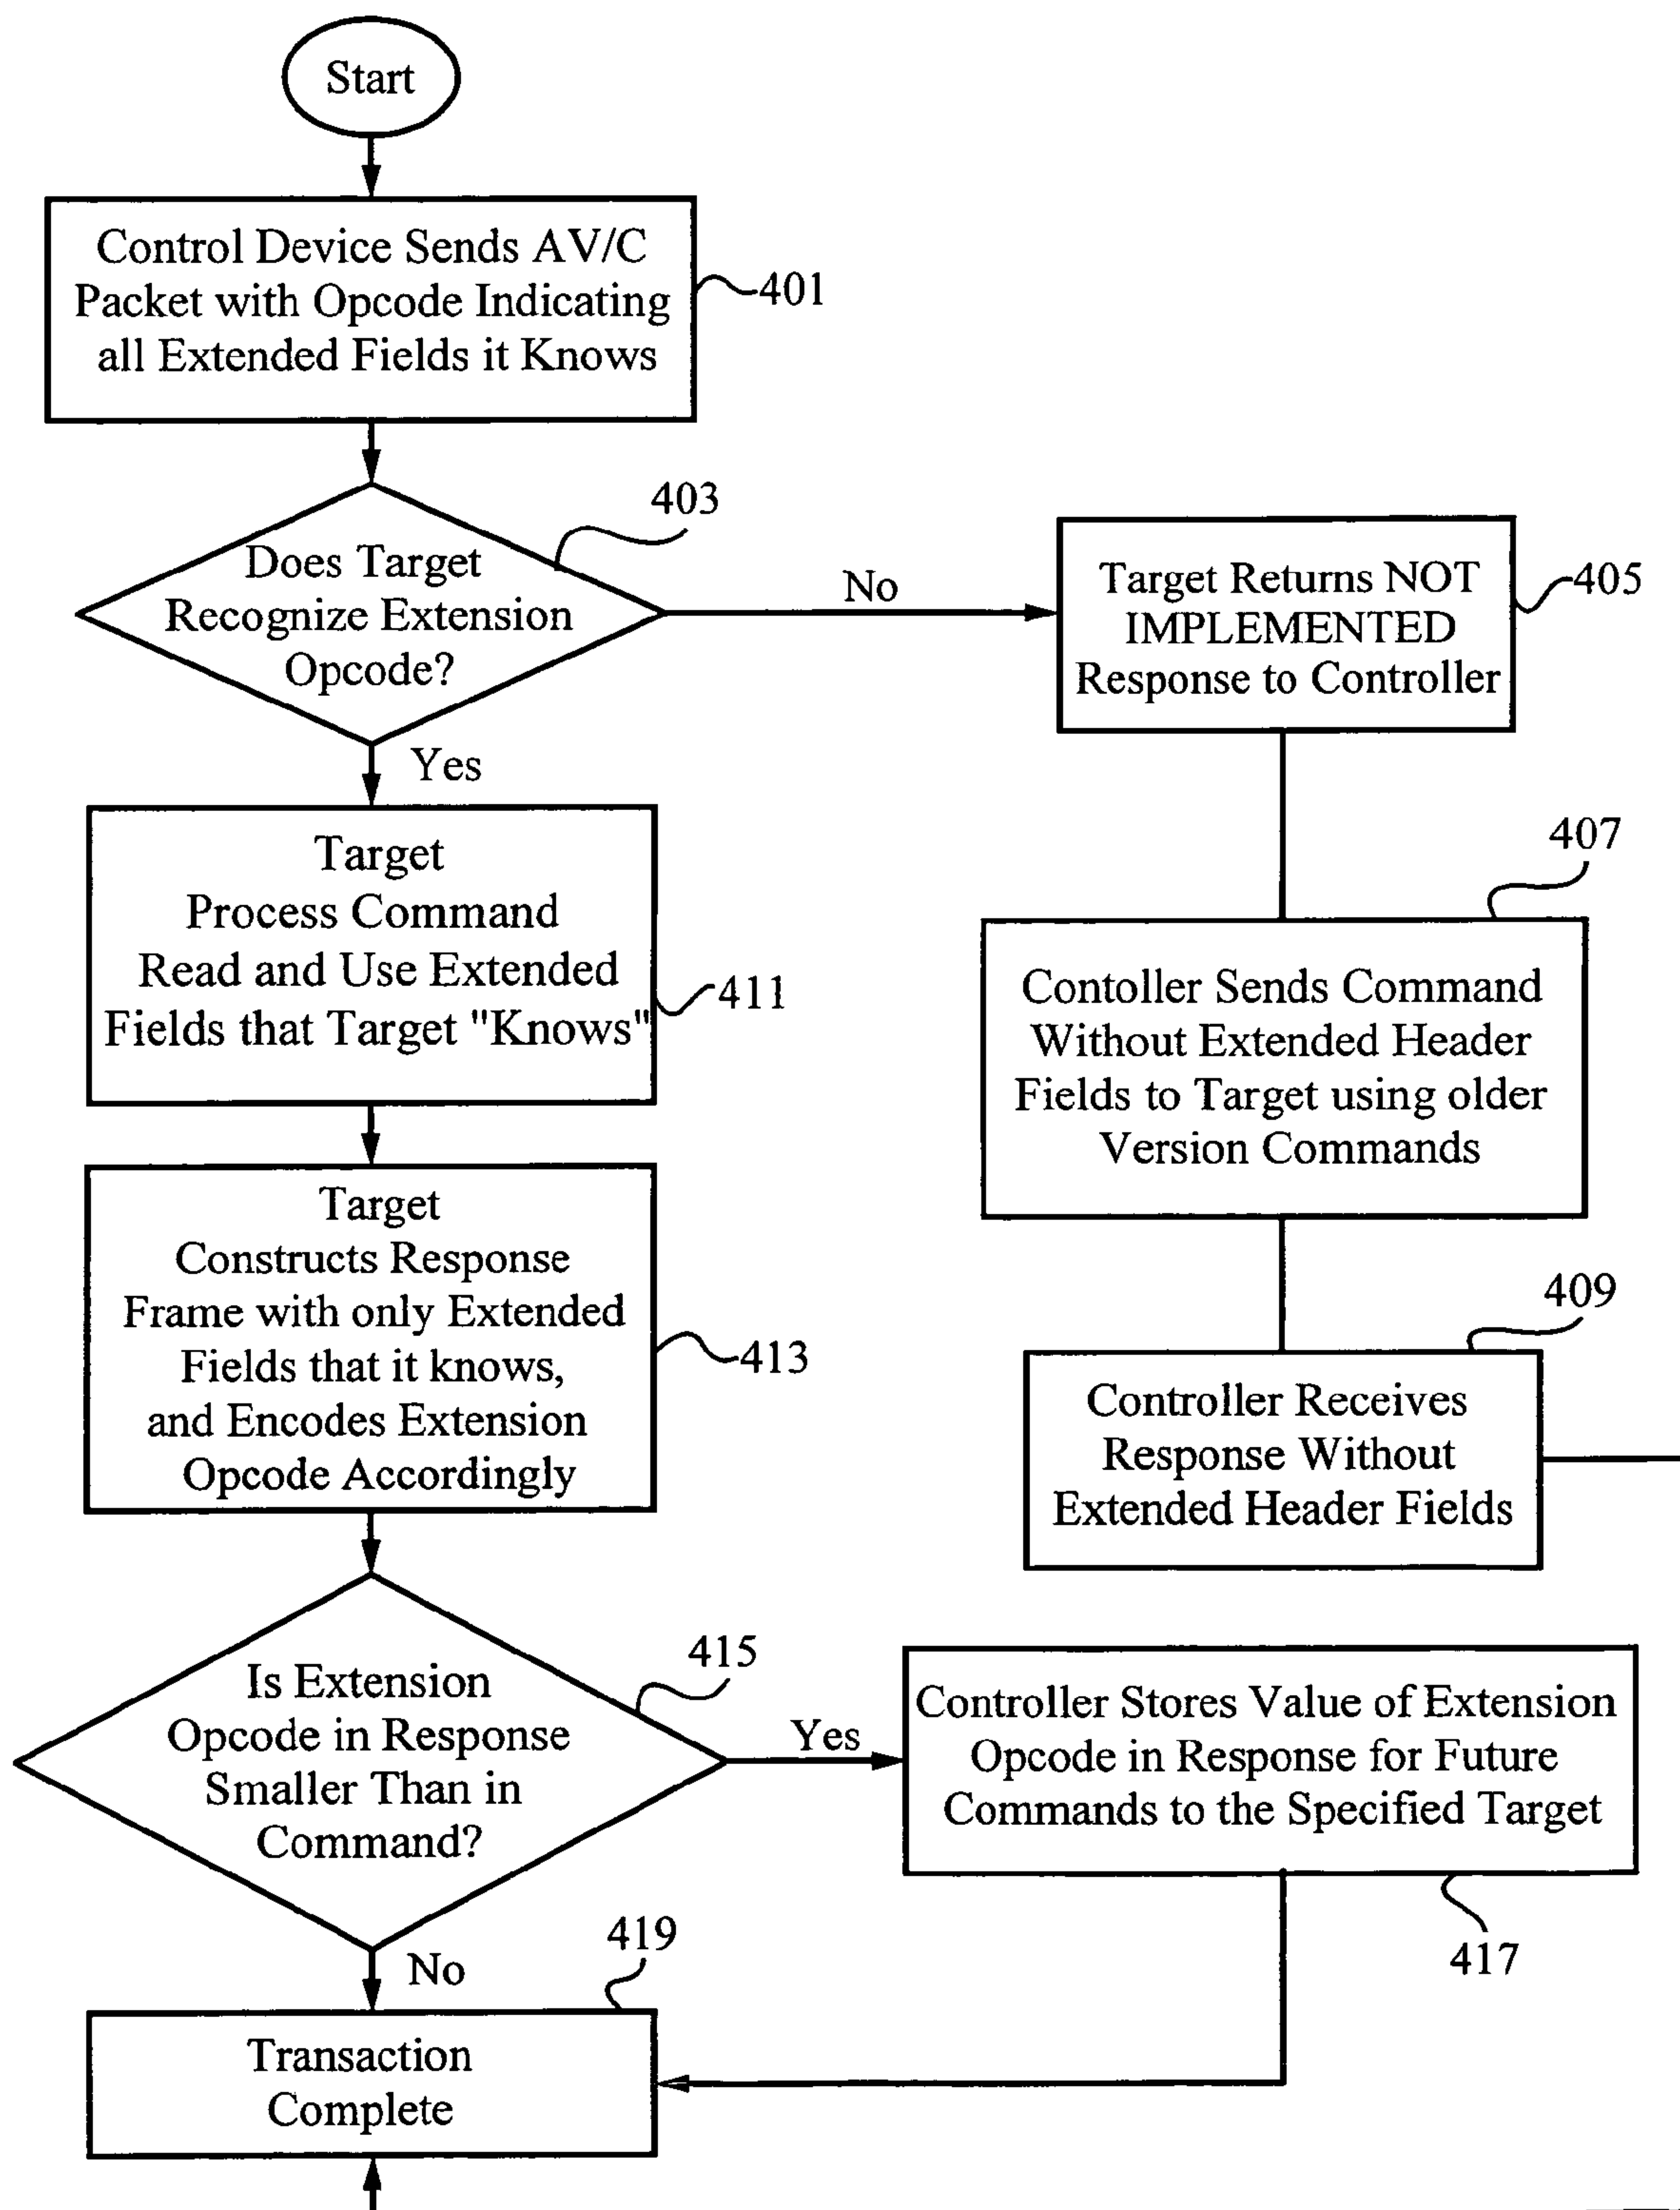 Start
Control Device Sends AV/C
Packet with Opcode Indicating
all Extended Fields it Knows
401
403
Does Target
Recognize Extension
Opcode?
No
Target Returns NOT
IMPLEMENTED
Response to Controller
405
Yes
Target
Process Command
Read and Use Extended
Fields that Target "Knows"
411
407
Contoller Sends Command
Without Extended Header
Fields to Target using older
Version Commands
Target
Constructs Response
Frame with only Extended
Fields that it knows,
and Encodes Extension
Opcode Accordingly
413
409
Controller Receives
Response Without
Extended Header Fields
415
Is Extension
Opcode in Response
Smaller Than in
Command?
Yes
Controller Stores Value of Extension
Opcode in Response for Future
Commands to the Specified Target
417
No
419
Transaction
Complete